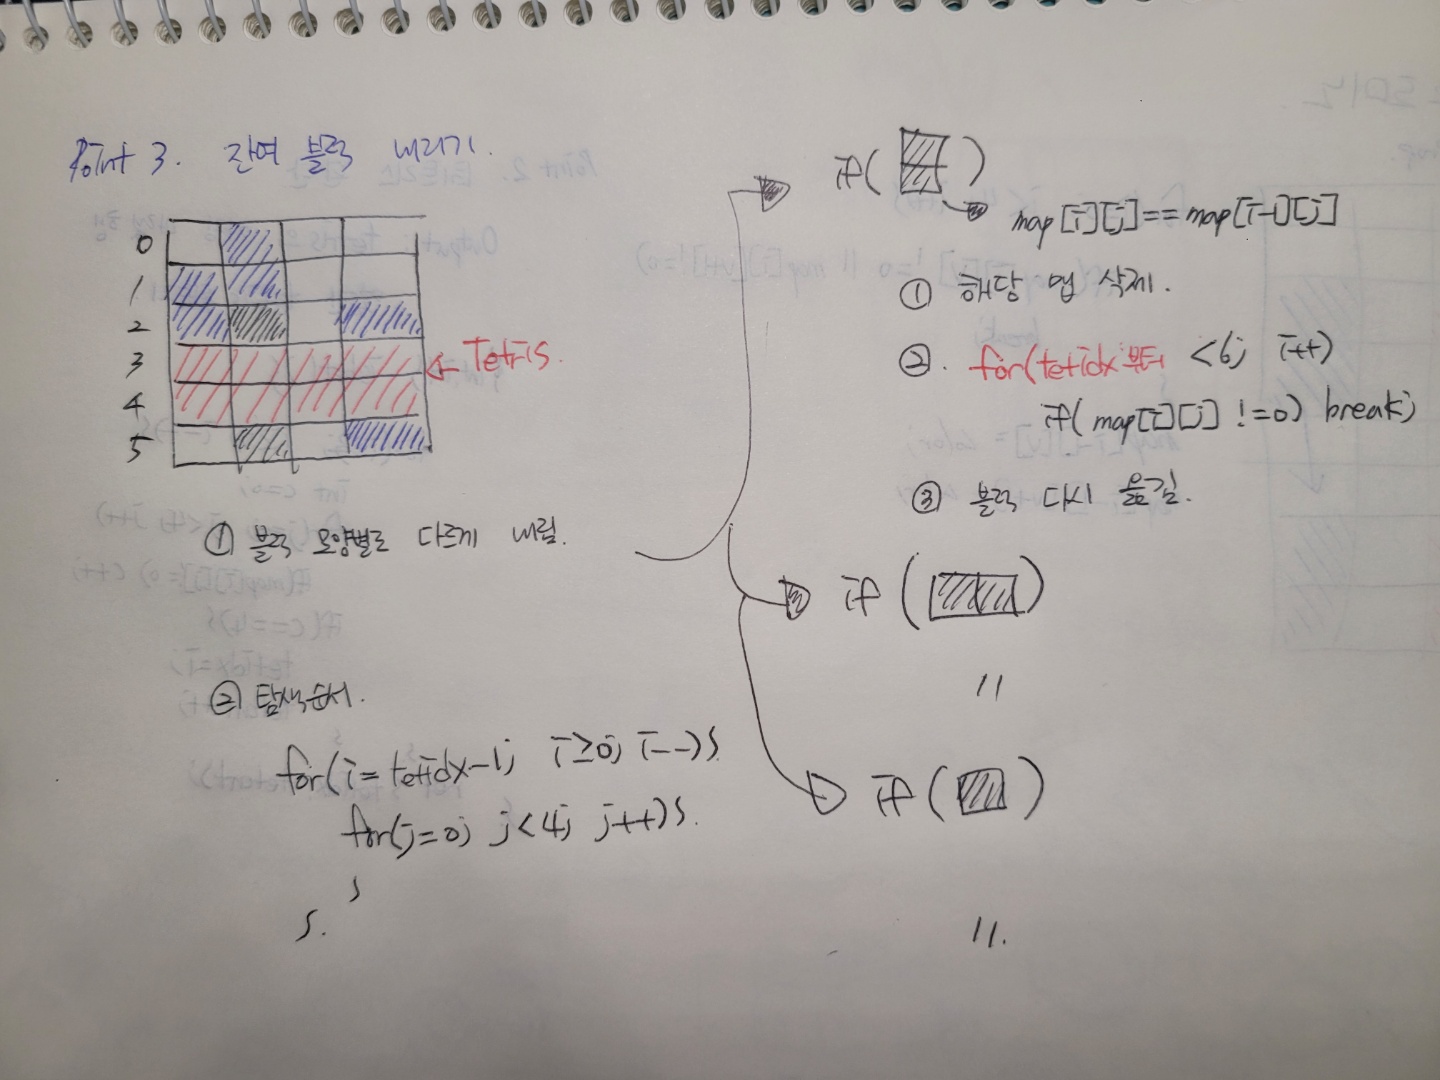 Point 3. 잔여 블럭 내리기.
0
1
2
3
4
5
← Tetris.
① 블럭 모양별로 다르게 내림.
② 탐색순서.
for(i = tetidx-1; i≥0; i--){
for(j=0; j<4; j++){
}
}.
if( )
map[i][j]==map[i-1][j]
① 해당 맵 삭제.
②. for(tetidx부터 <6; i++)
if(map[i][j] !=0) break;
③ 블럭 다시 옮김.
if ( )
//
if ( )
//.